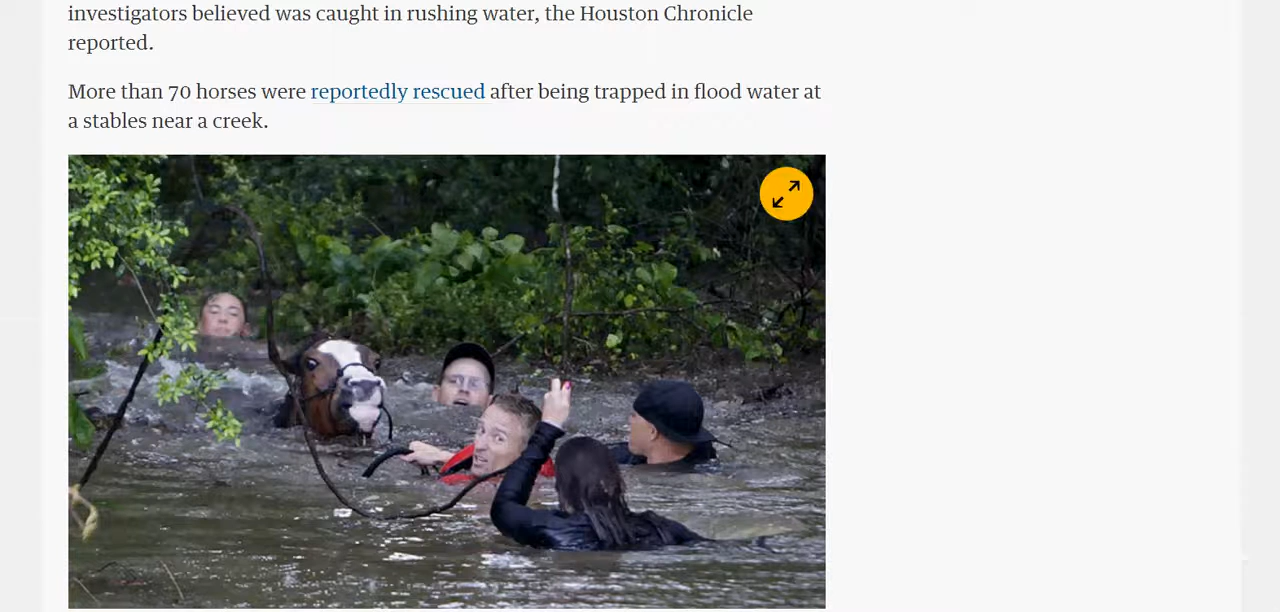 investigators believed was caught in rushing water, the Houston Chronicle
reported.
More than 70 horses were reportedly rescued after being trapped in flood water at
a stables near a creek.